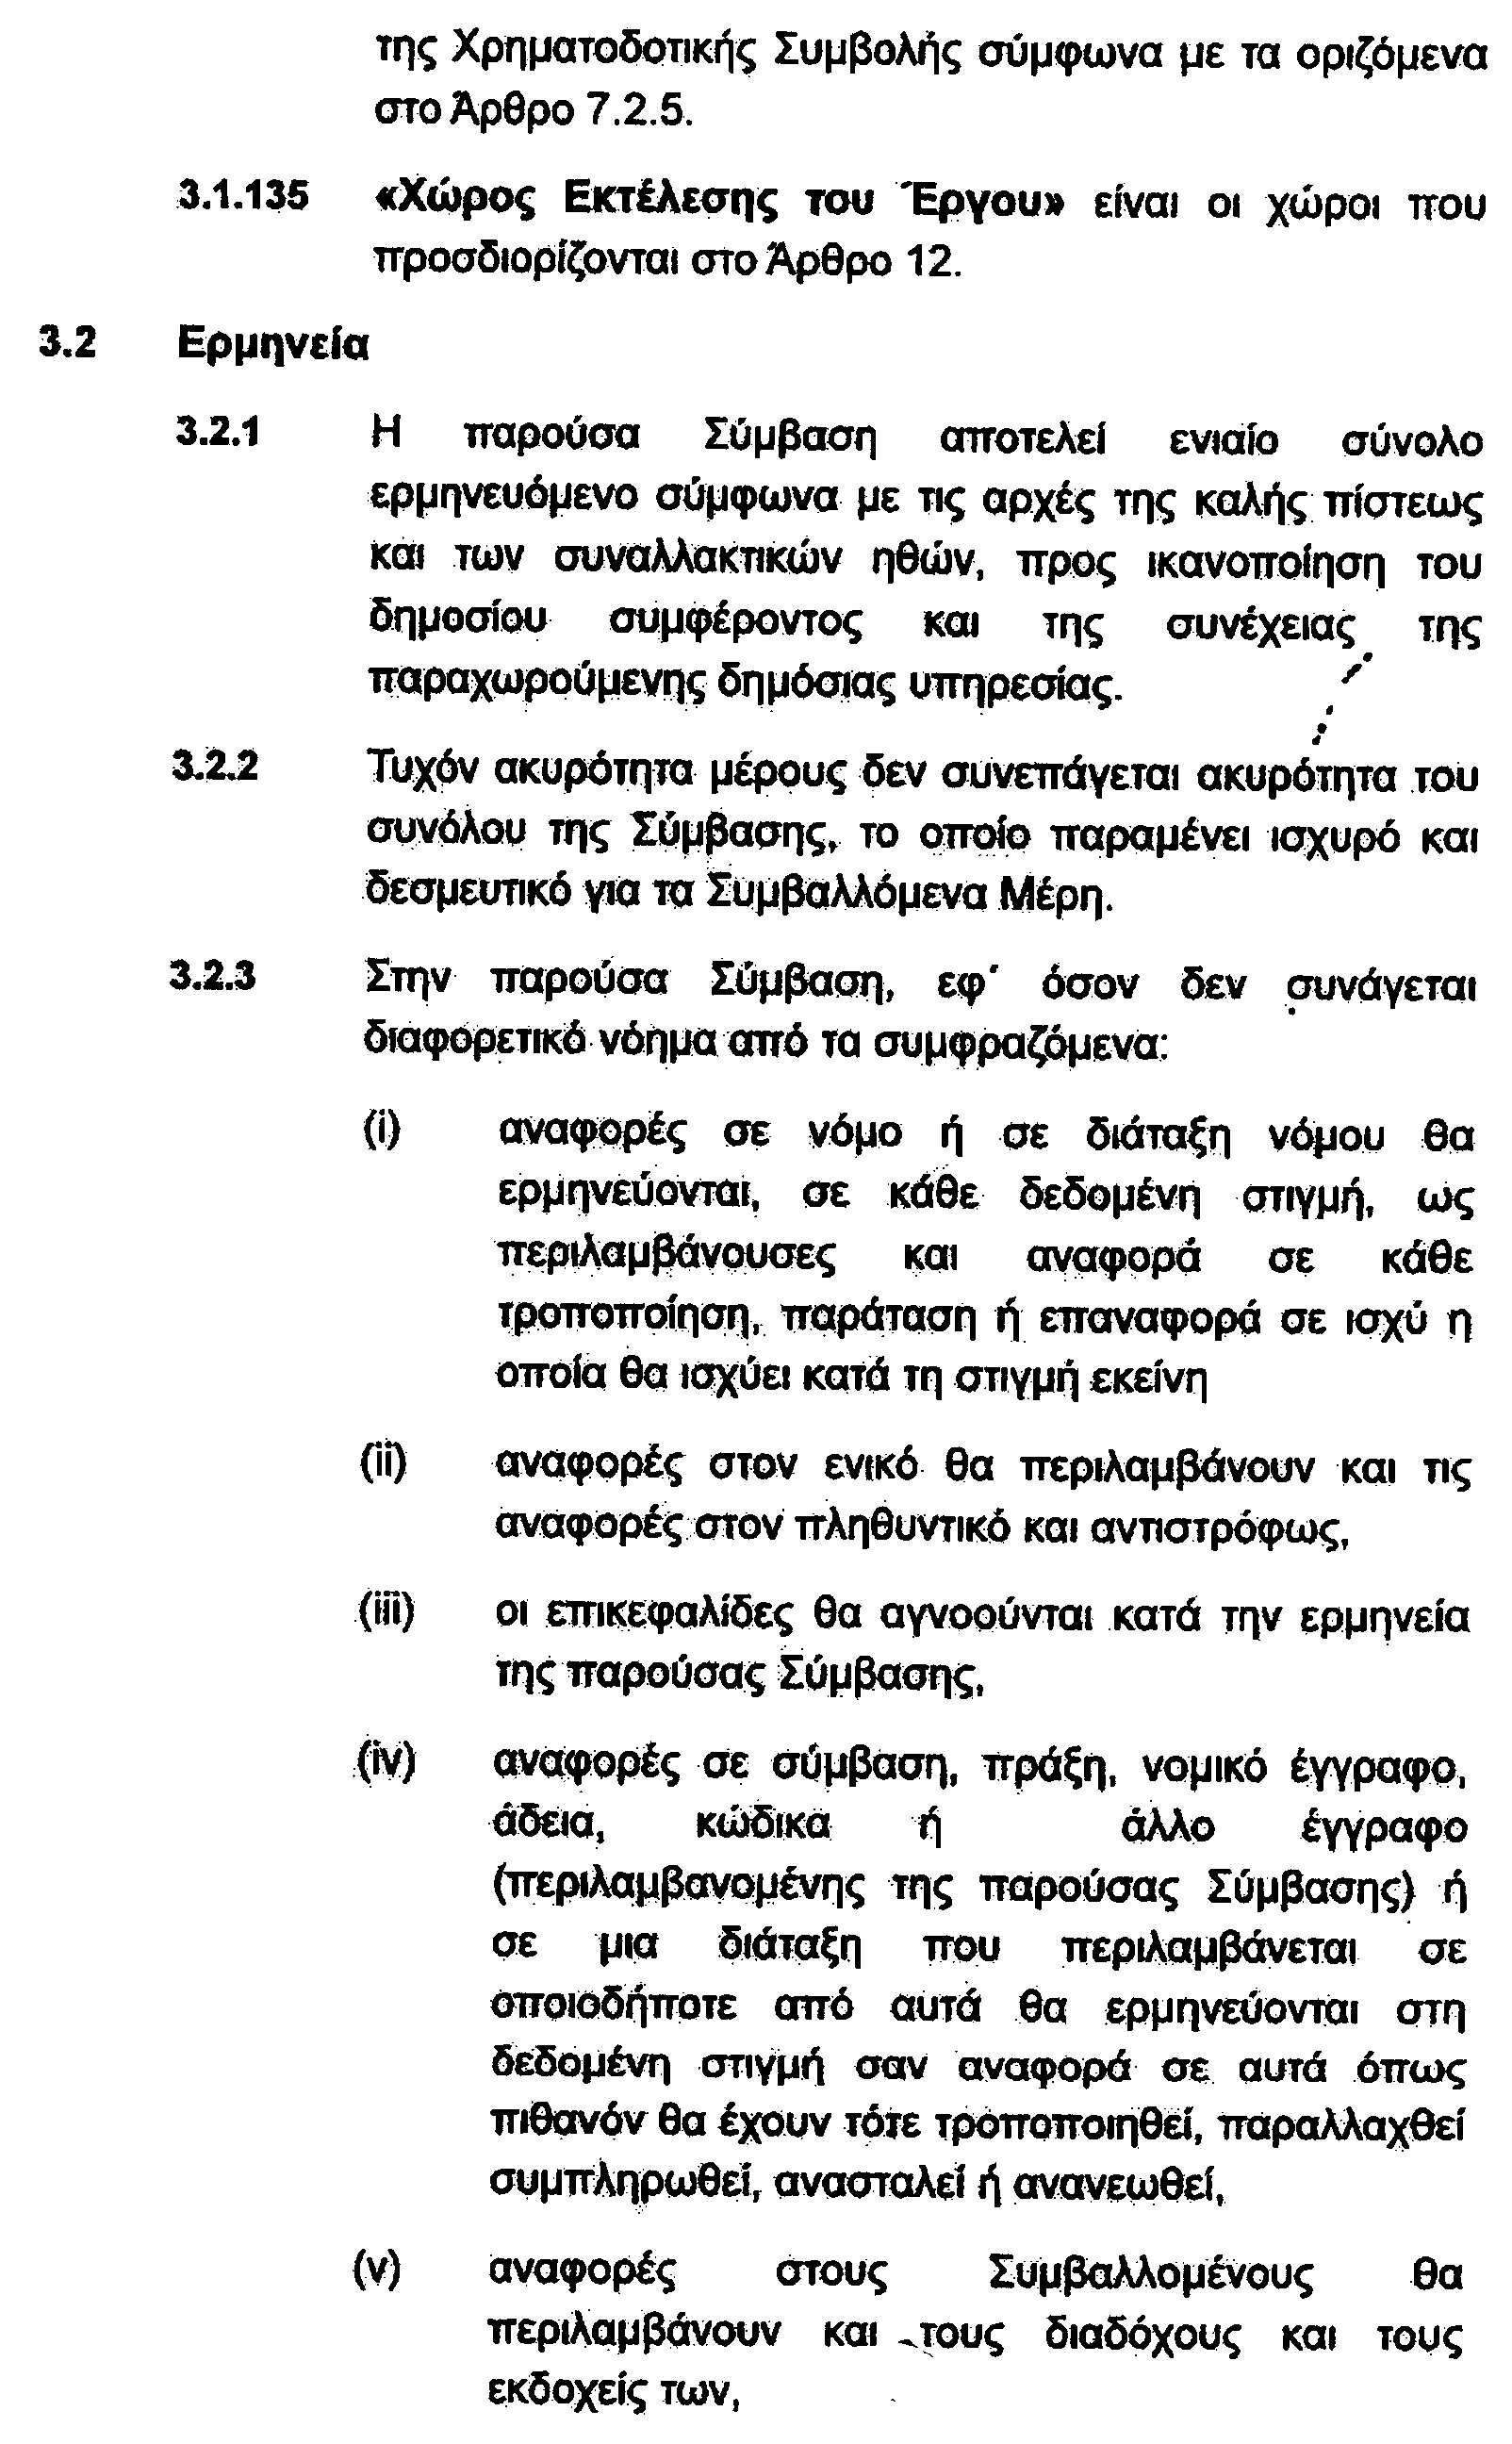 της Χρηματοδοτικής Συμβολής σύμφωνα με τα οριζόμενα
στο Άρθρο 7.2.5.
3.1.135 «Χώρος Εκτέλεσης του Έργου» είναι οι χώροι που
προσδιορίζονται στο Άρθρο 12.
3.2 Ερμηνεία
3.2.1 Η παρούσα Σύμβαση αποτελεί ενιαίο σύνολο
ερμηνευόμενο σύμφωνα με τις αρχές της καλής πίστεως
και των συναλλακτικών ηθών, προς ικανοποίηση του
δημοσίου συμφέροντος και της συνέχειας της
παραχωρούμενης δημόσιας υπηρεσίας.
3.2.2 Τυχόν ακυρότητα μέρους δεν συνεπάγεται ακυρότητα του
συνόλου της Σύμβασης, το οποίο παραμένει ισχυρό και
δεσμευτικό για τα Συμβαλλόμενα Μέρη.
3.2.3 Στην παρούσα Σύμβαση, εφ' όσον δεν συνάγεται
διαφορετικό νόημα από τα συμφραζόμενα:
(i) αναφορές σε νόμο ή σε διάταξη νόμου θα
ερμηνεύονται, σε κάθε δεδομένη στιγμή, ως
περιλαμβάνουσες και αναφορά σε κάθε
τροποποίηση, παράταση ή επαναφορά σε ισχύ η
οποία θα ισχύει κατά τη στιγμή εκείνη
(ii) αναφορές στον ενικό θα περιλαμβάνουν και τις
αναφορές στον πληθυντικό και αντιστρόφως,
(iii) οι επικεφαλίδες θα αγνοούνται κατά την ερμηνεία
της παρούσας Σύμβασης,
(iv) αναφορές σε σύμβαση, πράξη, νομικό έγγραφο,
άδεια, κώδικα ή άλλο έγγραφο
(περιλαμβανομένης της παρούσας Σύμβασης) ή
σε μια διάταξη που περιλαμβάνεται σε
οποιοδήποτε από αυτά θα ερμηνεύονται στη
δεδομένη στιγμή σαν αναφορά σε αυτά όπως
πιθανόν θα έχουν τότε τροποποιηθεί, παραλλαχθεί
συμπληρωθεί, ανασταλεί ή ανανεωθεί,
(v) αναφορές στους Συμβαλλομένους θα
περιλαμβάνουν και τους διαδόχους και τους
εκδοχείς των,